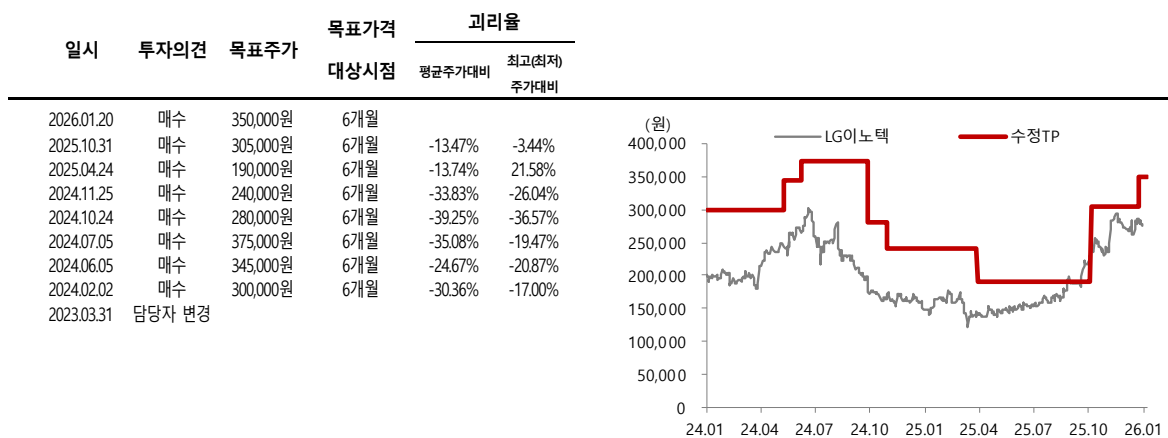 일시 투자의견 목표주가 목표가격 대상시점 괴리율
평균주가대비 최고(최저) 주가대비
2026.01.20 매수 350,000원 6개월
2025.10.31 매수 305,000원 6개월 -13.47% -3.44%
2025.04.24 매수 190,000원 6개월 -13.74% 21.58%
2024.11.25 매수 240,000원 6개월 -33.83% -26.04%
2024.10.24 매수 280,000원 6개월 -39.25% -36.57%
2024.07.05 매수 375,000원 6개월 -35.08% -19.47%
2024.06.05 매수 345,000원 6개월 -24.67% -20.87%
2024.02.02 매수 300,000원 6개월 -30.36% -17.00%
2023.03.31 담당자 변경
(원)
LG이노텍 수정TP
400,000
350,000
300,000
250,000
200,000
150,000
100,000
50,000
0
24.01 24.04 24.07 24.10 25.01 25.04 25.07 25.10 26.01